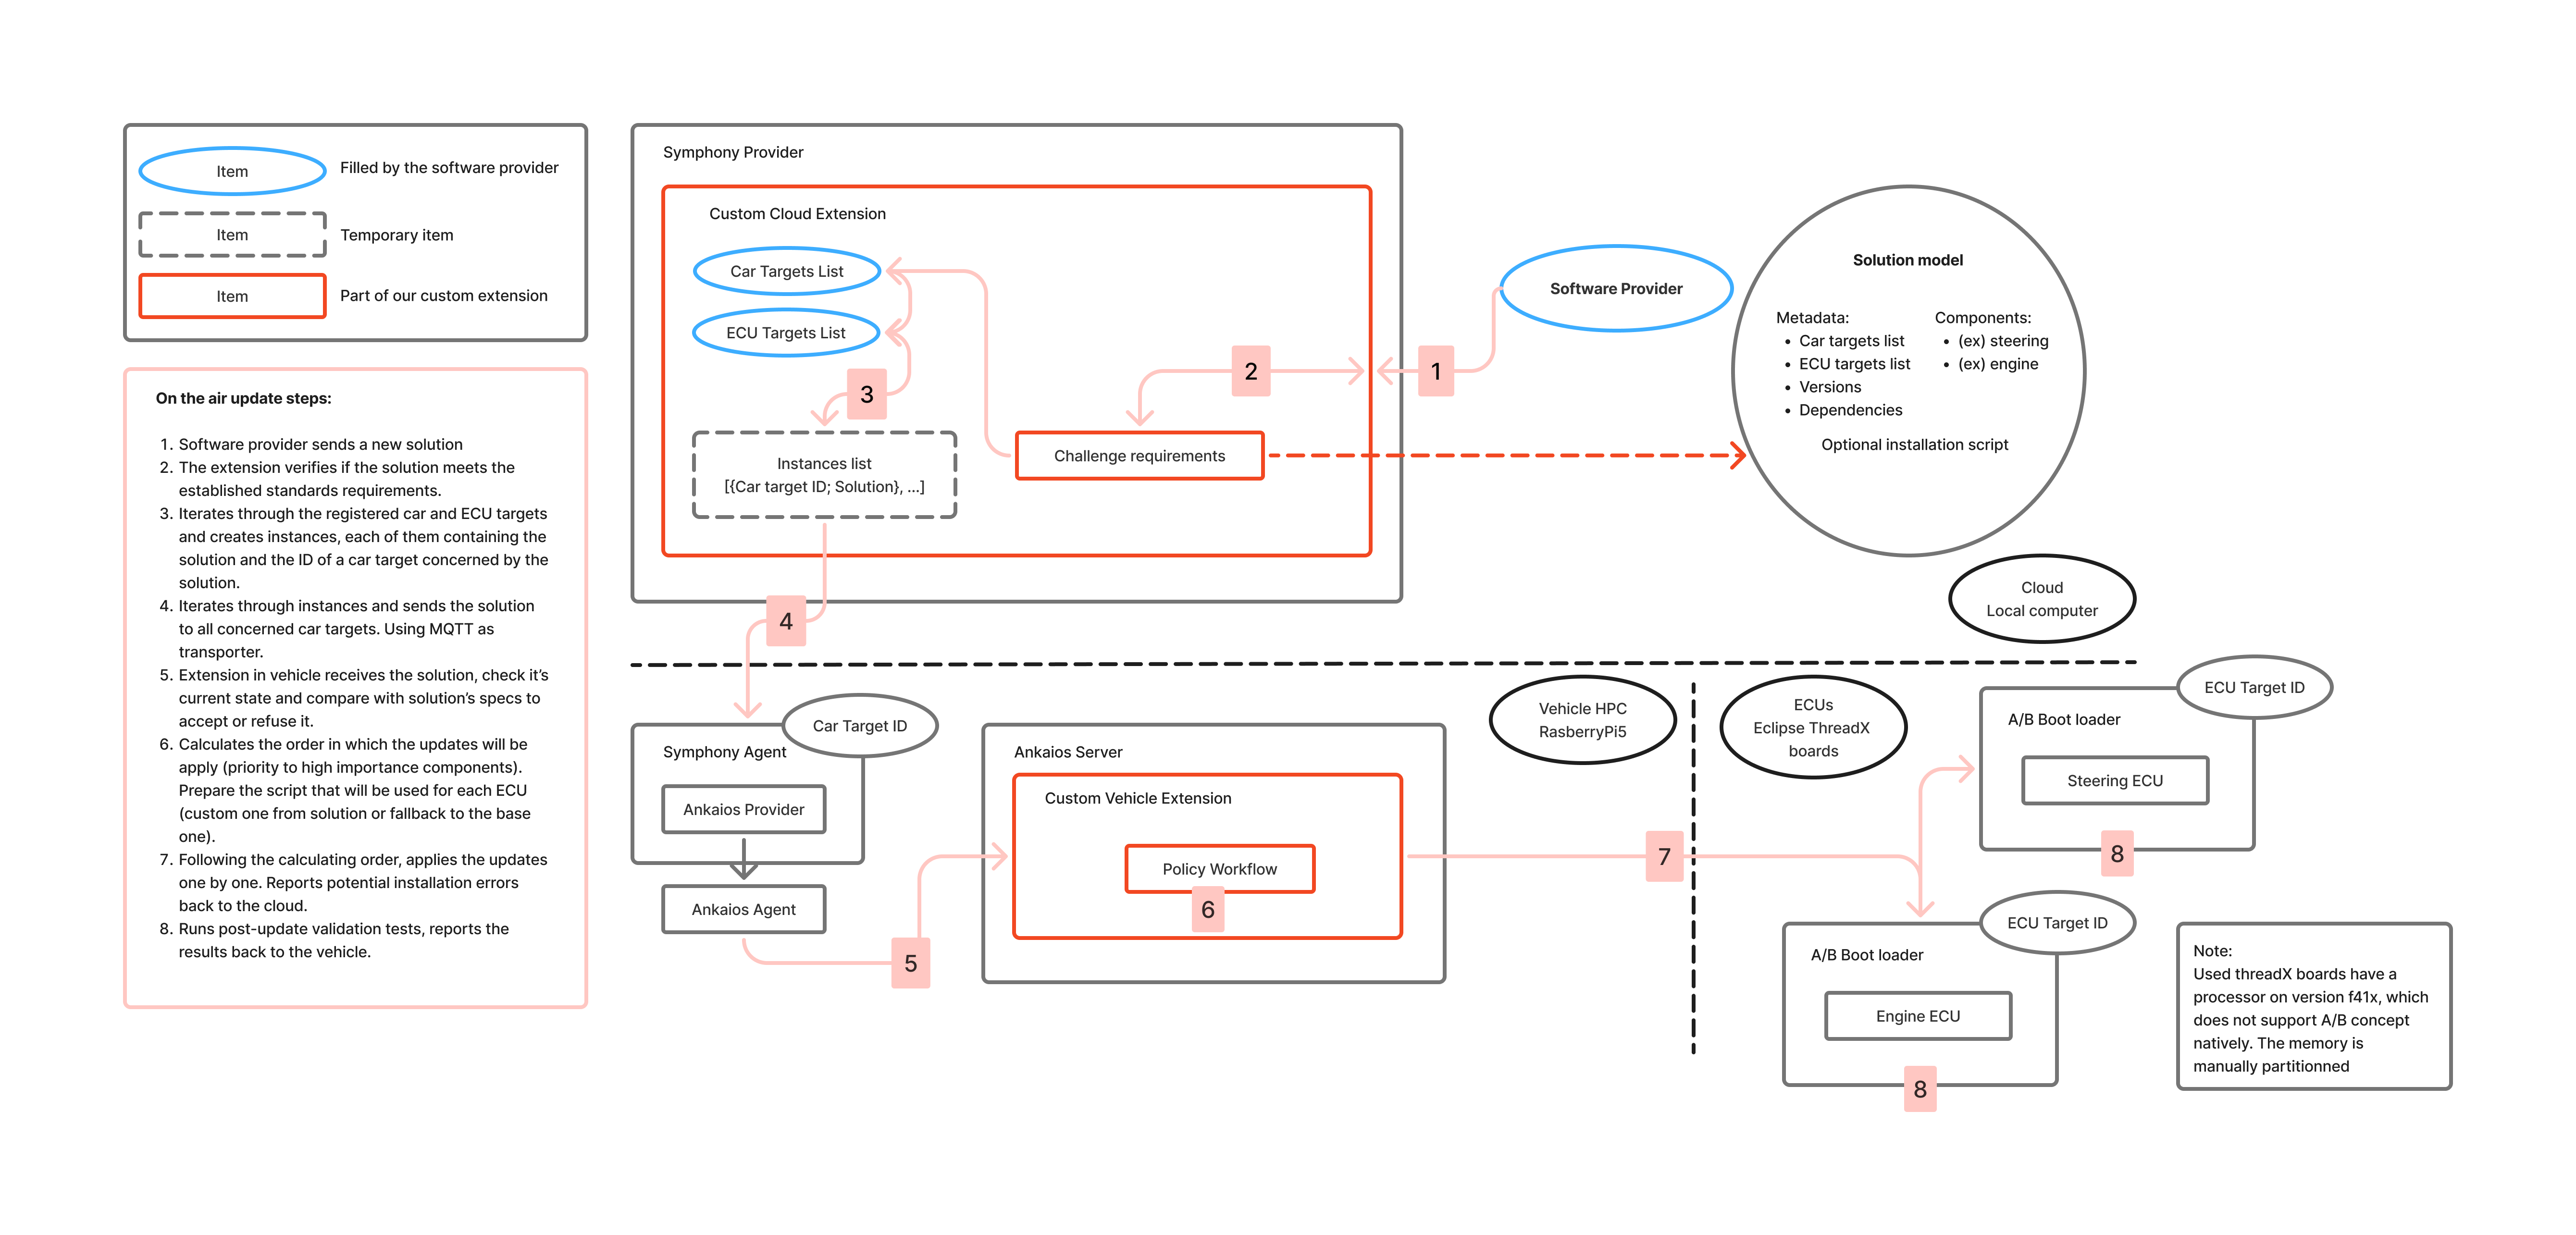 Item
Filled by the software provider
Item
Temporary item
Item
Part of our custom extension
On the air update steps:
1. Software provider sends a new solution
2. The extension verifies if the solution meets the
established standards requirements.
3. Iterates through the registered car and ECU targets
and creates instances, each of them containing the
solution and the ID of a car target concerned by the
solution.
4. Iterates through instances and sends the solution
to all concerned car targets. Using MQTT as
transporter.
5. Extension in vehicle receives the solution, check it's
current state and compare with solution's specs to
accept or refuse it.
6. Calculates the order in which the updates will be
apply (priority to high importance components).
Prepare the script that will be used for each ECU
(custom one from solution or fallback to the base
one).
7. Following the calculating order, applies the updates
one by one. Reports potential installation errors
back to the cloud.
8. Runs post-update validation tests, reports the
results back to the vehicle.
Symphony Provider
Custom Cloud Extension
Car Targets List
ECU Targets List
3
Instances list
[{Car target ID; Solution}, ...]
2
Challenge requirements
1
Software Provider
Solution model
Metadata:
• Car targets list
• ECU targets list
• Versions
• Dependencies
Components:
• (ex) steering
• (ex) engine
Optional installation script
Cloud
Local computer
4
Car Target ID
Symphony Agent
Ankaios Provider
Ankaios Agent
5
Ankaios Server
Custom Vehicle Extension
Policy Workflow
6
Vehicle HPC
RasberryPi5
7
ECUs
Eclipse ThreadX
boards
ECU Target ID
A/B Boot loader
Steering ECU
8
ECU Target ID
A/B Boot loader
Engine ECU
8
Note:
Used threadX boards have a
processor on version f41x, which
does not support A/B concept
natively. The memory is
manually partitionned